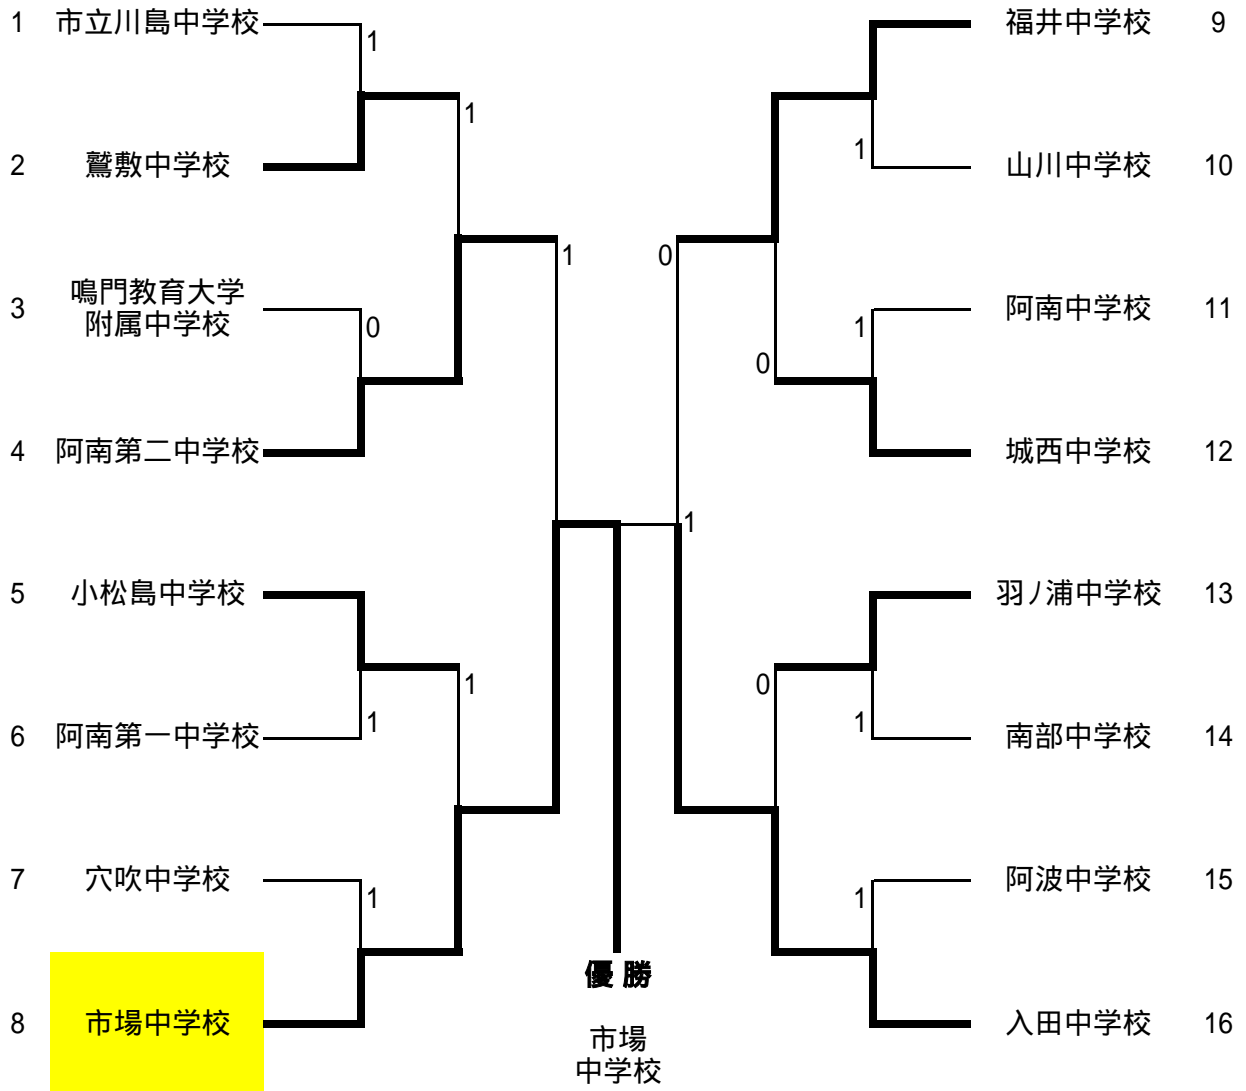 1 市立川島中学校
1
2 鷲敷中学校
1
3 鳴門教育大学
附属中学校
0
1
4 阿南第二中学校
5 小松島中学校
1
6 阿南第一中学校
1
7 穴吹中学校
1
8 市場中学校
福井中学校 9
1
山川中学校 10
0
阿南中学校 11
1
0
城西中学校 12
1
羽ノ浦中学校 13
0
南部中学校 14
1
阿波中学校 15
1
入田中学校 16
優 勝
市場
中学校